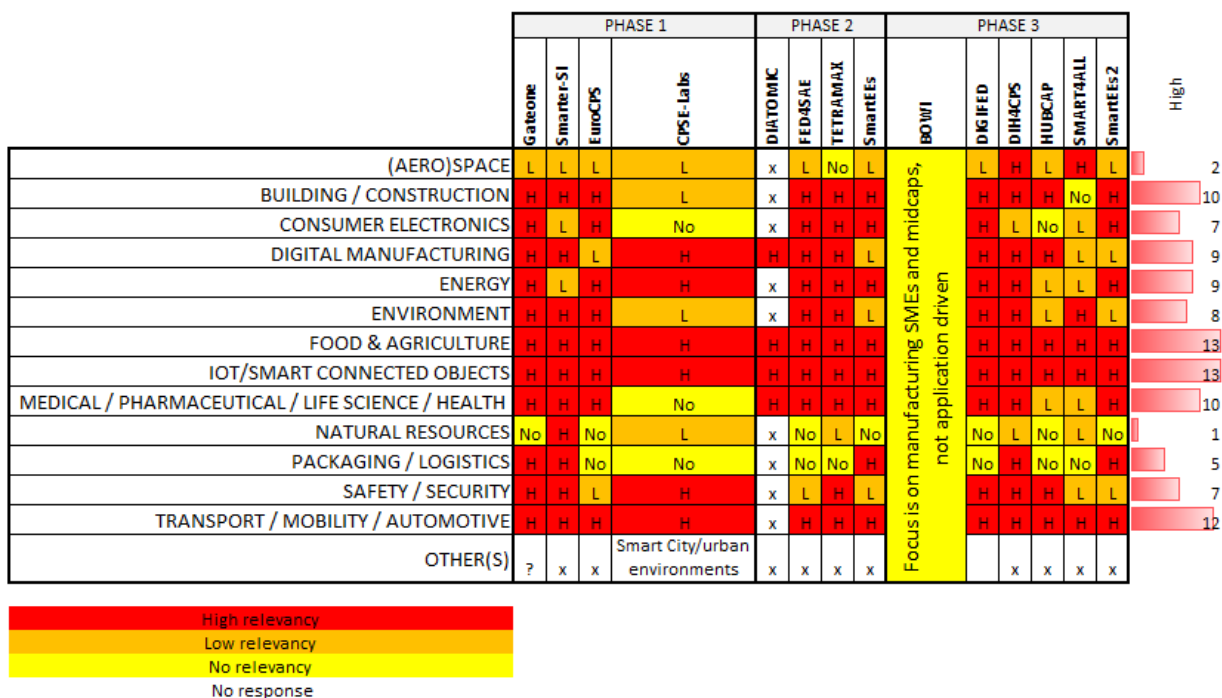 PHASE 1 PHASE 2 PHASE 3
Gateone Smarter-SI EuroCPS CPSE-Labs DIATOMIC FED4SAE TETRAMAX SmartEEs BOWI DIGIFED DIH4CPS HUBCAP SMART4ALL SmartEEs2 High
(AERO)SPACE L L L L x L No L L H L H L 2
BUILDING / CONSTRUCTION H H H L x H H H H H H No H 10
CONSUMER ELECTRONICS H L H No x H H H H L No L H 7
DIGITAL MANUFACTURING H H L H H H H L H H H L L 9
ENERGY H L H H x H H H H H L L H 9
ENVIRONMENT H H H L x H H L H H L H L 8
FOOD & AGRICULTURE H H H H H H H H H H H H H 13
IOT/SMART CONNECTED OBJECTS H H H H H H H H H H H H H 13
MEDICAL / PHARMACEUTICAL / LIFE SCIENCE / HEALTH H H H No H H H H H H L L H 10
NATURAL RESOURCES No H No L x No L No No L No L No 1
PACKAGING / LOGISTICS H H No No x No No H No H No No H 5
SAFETY / SECURITY H H L H x L H L H H H L L 7
TRANSPORT / MOBILITY / AUTOMOTIVE H H H H x H H H H H H H H 12
OTHER(S) ? x x Smart City/urban environments x x x x x x x x
Focus is on manufacturing SMEs and midcaps,
not application driven
High relevancy
Low relevancy
No relevancy
No response